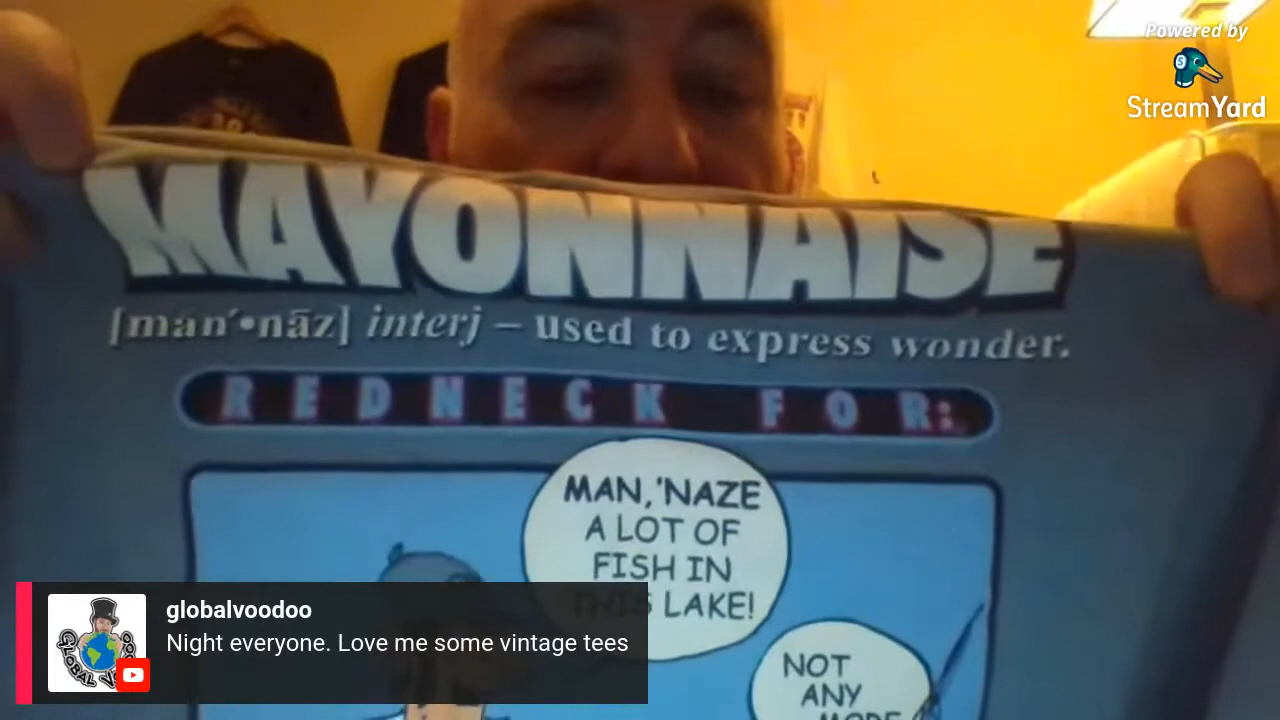 Powered by
StreamYard
MAYONNAISE
[man'•nāz] interj – used to express wonder.
REDNECK FOR:
MAN, 'NAZE
A LOT OF
FISH IN
THIS LAKE!
NOT
ANY
MORE
globalvoodoo
Night everyone. Love me some vintage tees